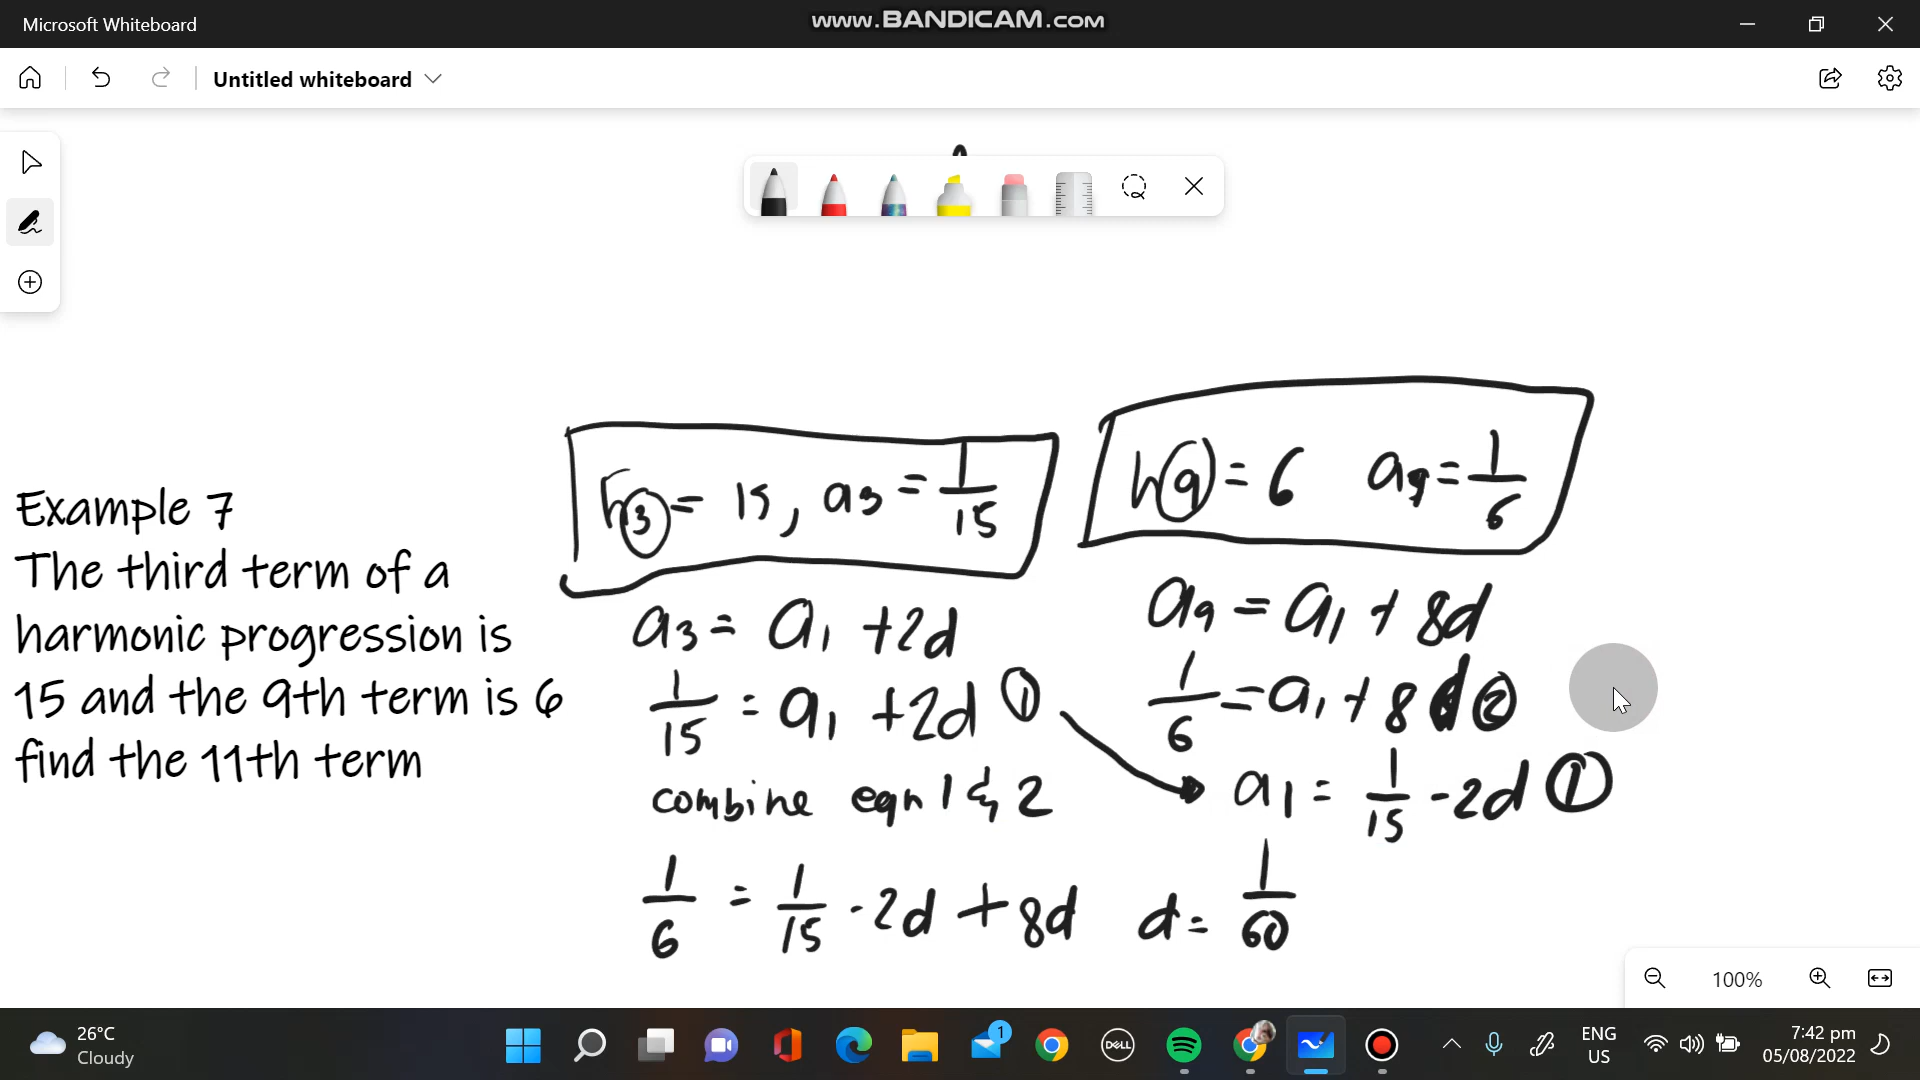 Microsoft Whiteboard
www.BANDICAM.COM
Untitled whiteboard
h3 = 15, a3 = 1/15
h9 = 6 a9 = 1/6
Example 7
The third term of a
harmonic progression is
15 and the 9th term is 6
find the 11th term
a3 = a1 + 2d
a9 = a1 + 8d
1/15 = a1 + 2d ①
1/6 = a1 + 8d ②
combine eqn 1 & 2
a1 = 1/15 - 2d ①
1/6 = 1/15 - 2d + 8d
d = 1/60
100%
26°C
Cloudy
1
DELL
ENG
US
7:42 pm
05/08/2022